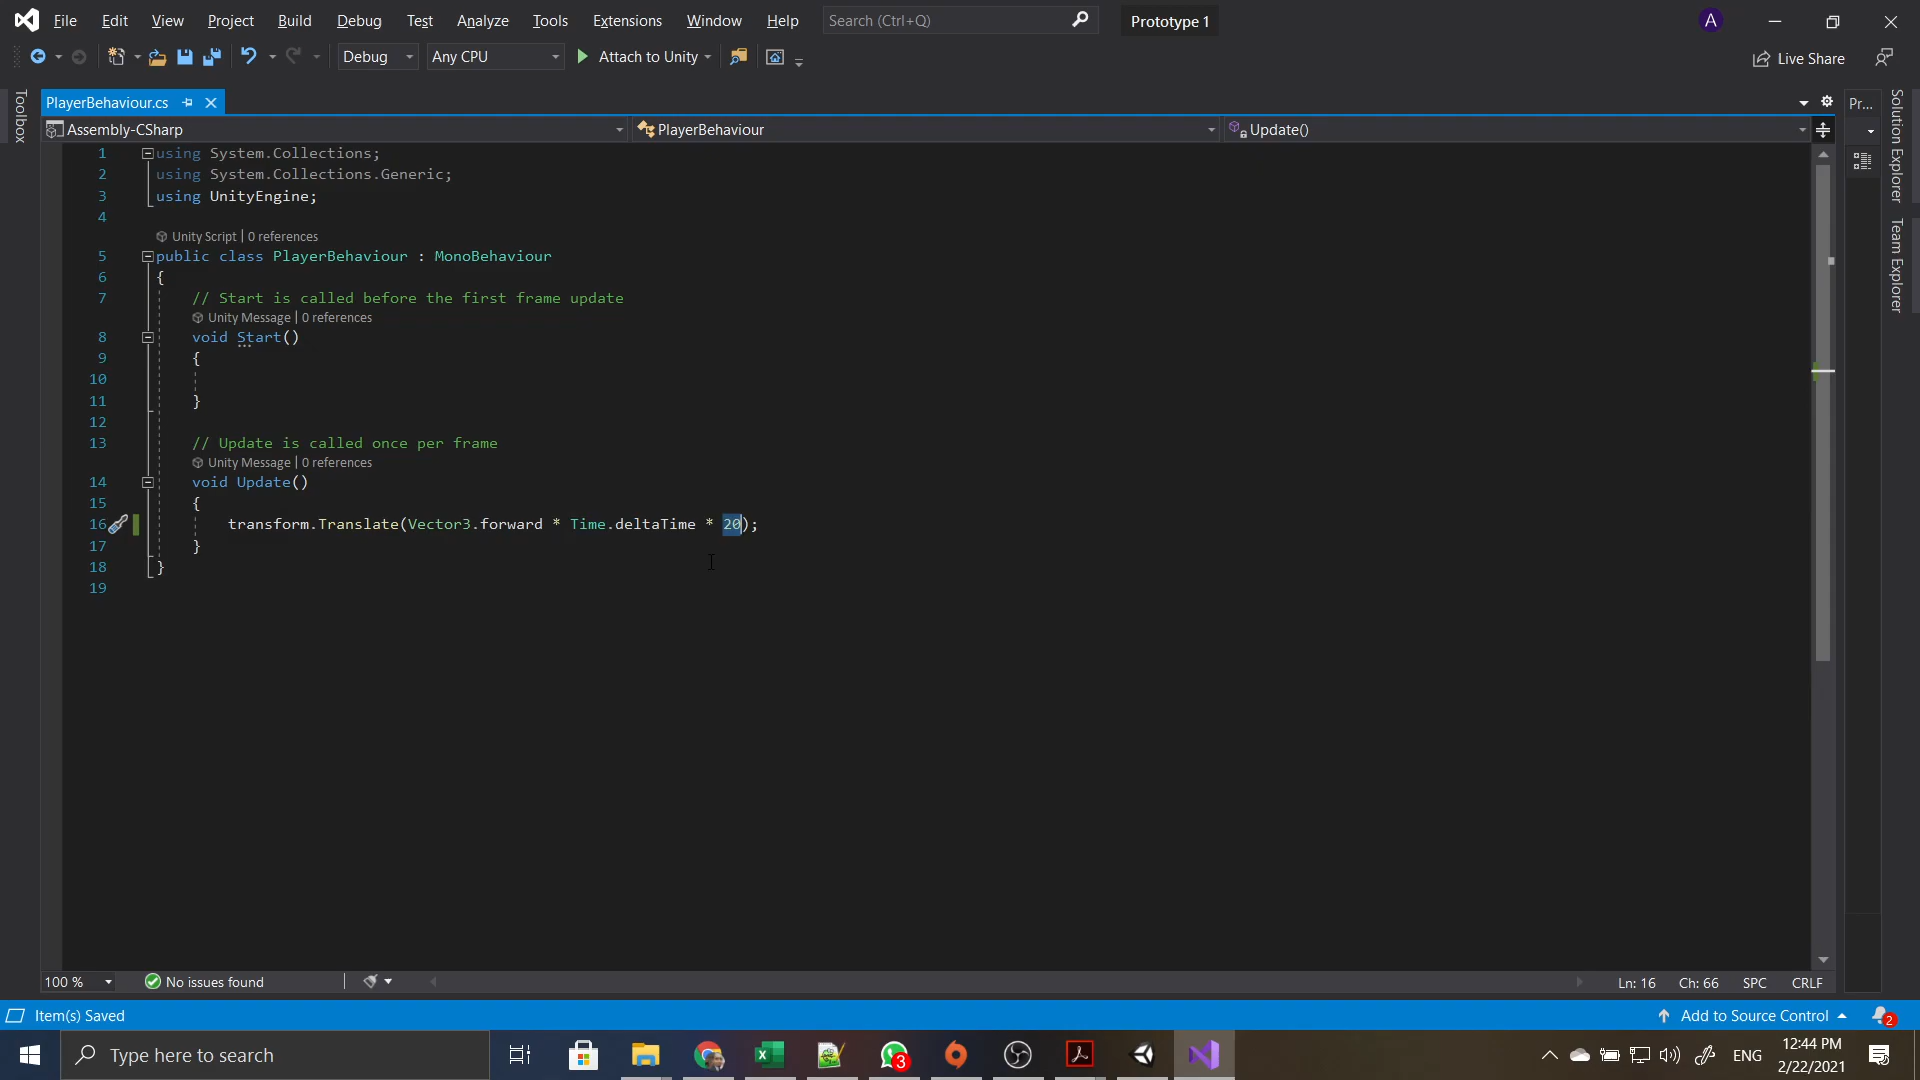 File Edit View Project Build Debug Test Analyze Tools Extensions Window Help Search (Ctrl+Q) Prototype 1 A
Debug Any CPU Attach to Unity Live Share
Toolbox
PlayerBehaviour.cs Pr...
Assembly-CSharp PlayerBehaviour Update()
Solution Explorer
Team Explorer
1 using System.Collections;
2 using System.Collections.Generic;
3 using UnityEngine;
4
Unity Script | 0 references
5 public class PlayerBehaviour : MonoBehaviour
6 {
7 // Start is called before the first frame update
Unity Message | 0 references
8 void Start()
9 {
10
11 }
12
13 // Update is called once per frame
Unity Message | 0 references
14 void Update()
15 {
16 transform.Translate(Vector3.forward * Time.deltaTime * 20);
17 }
18 }
19
100 % No issues found Ln: 16 Ch: 66 SPC CRLF
Item(s) Saved Add to Source Control 2
Type here to search 3 ENG 12:44 PM
2/22/2021